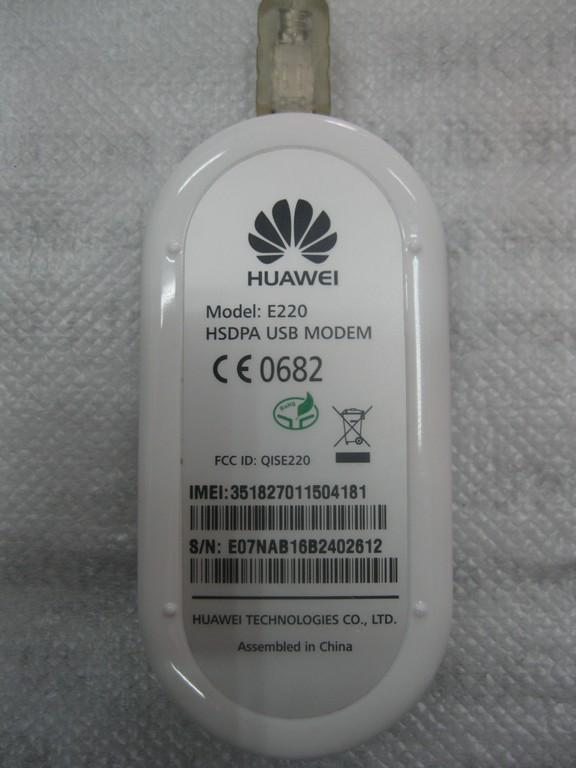 HUAWEI
Model: E220
HSDPA USB MODEM
CE 0682
RoHS
FCC ID: QISE220
IMEI:351827011504181
S/N: E07NAB16B2402612
HUAWEI TECHNOLOGIES CO., LTD.
Assembled in China